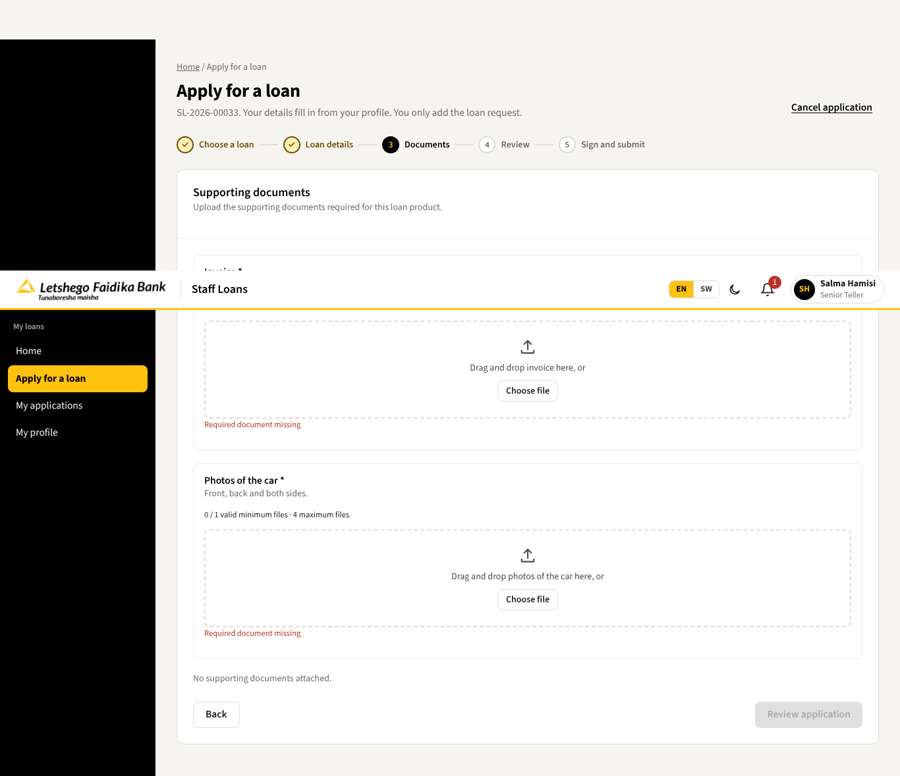 Home / Apply for a loan
Apply for a loan
SL-2026-00033. Your details fill in from your profile. You only add the loan request.
Cancel application
Choose a loan
Loan details
3 Documents
4 Review
5 Sign and submit
Supporting documents
Upload the supporting documents required for this loan product.
Letshego Faidika Bank
Tunaboresha maisha
Staff Loans
EN SW
1
SH
Salma Hamisi
Senior Teller
My loans
Home
Apply for a loan
My applications
My profile
Drag and drop invoice here, or
Choose file
Required document missing
Photos of the car *
Front, back and both sides.
0 / 1 valid minimum files · 4 maximum files
Drag and drop photos of the car here, or
Choose file
Required document missing
No supporting documents attached.
Back
Review application